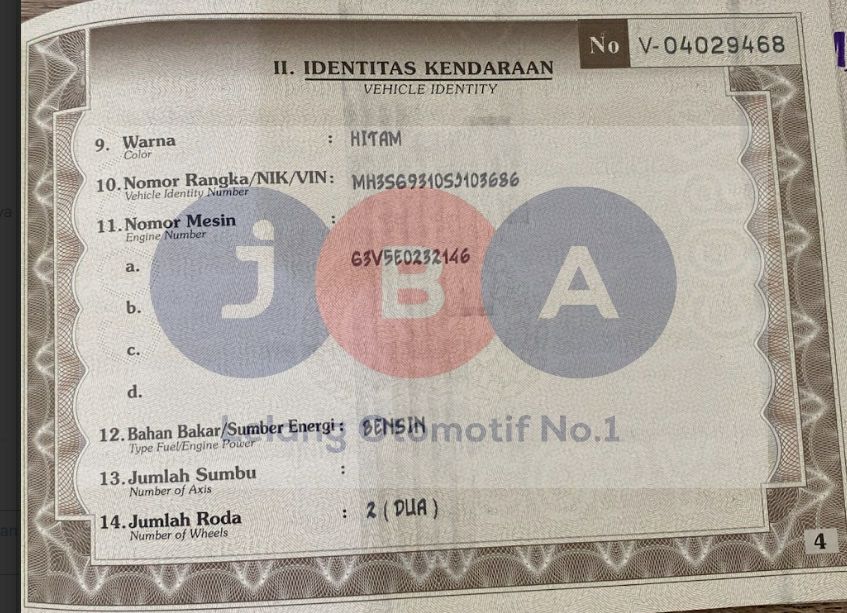 No V-04029468
II. IDENTITAS KENDARAAN
VEHICLE IDENTITY
9. Warna : HITAM
Color
10. Nomor Rangka/NIK/VIN: MH3SG9310SJ103686
Vehicle Identity Number
11. Nomor Mesin :
Engine Number
a. G3V5E0232146
b.
c.
d.
12. Bahan Bakar/Sumber Energi : BENSIN
Type Fuel/Engine Power
13. Jumlah Sumbu :
Number of Axis
14. Jumlah Roda : 2 ( DUA )
Number of Wheels
4
jBA
Lelang Otomotif No.1